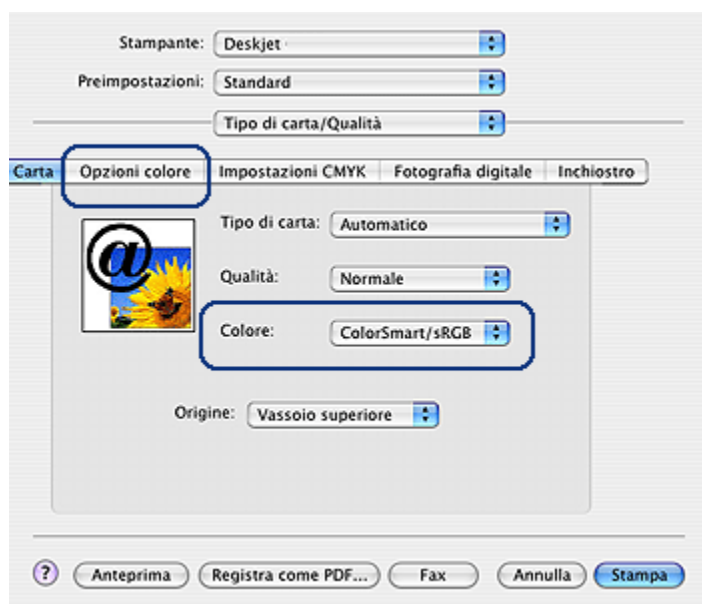 Stampante: Deskjet
Preimpostazioni: Standard
Tipo di carta/Qualità
Carta Opzioni colore Impostazioni CMYK Fotografia digitale Inchiostro
Tipo di carta: Automatico
@
Qualità: Normale
Colore: ColorSmart/sRGB
Origine: Vassoio superiore
? Anteprima Registra come PDF... Fax Annulla Stampa